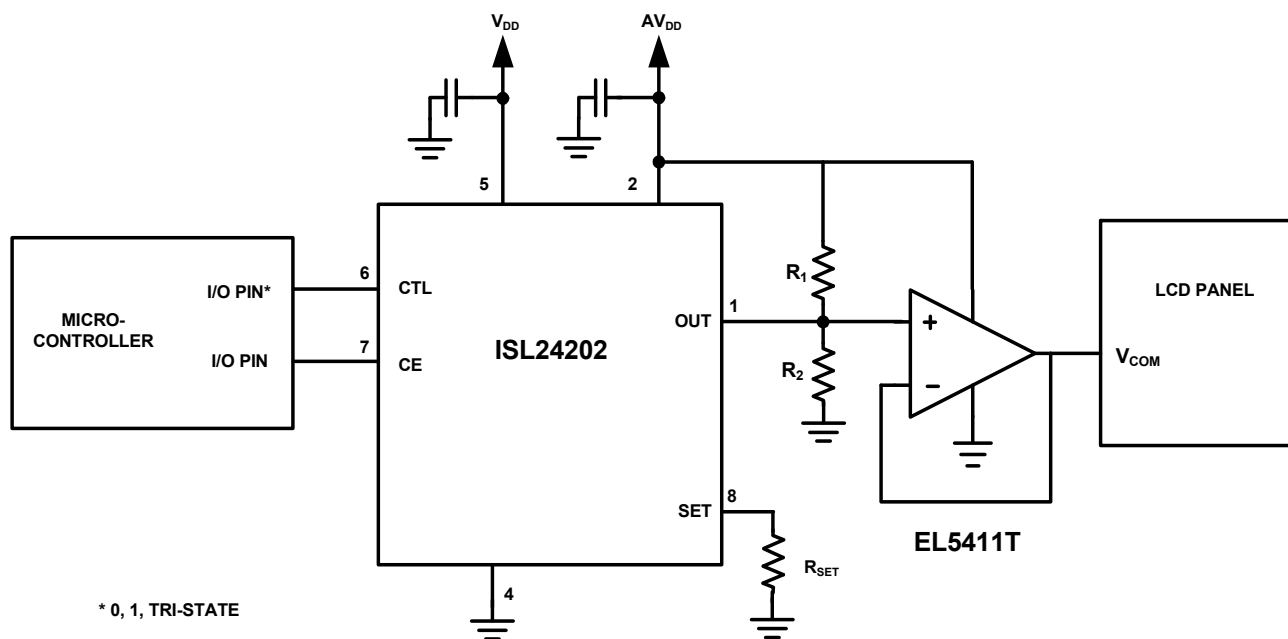 V_DD
AV_DD
5
2
MICRO-
CONTROLLER
I/O PIN*
I/O PIN
6
7
CTL
CE
ISL24202
OUT
1
R_1
R_2
+
−
LCD PANEL
V_COM
SET
8
R_SET
EL5411T
4
* 0, 1, TRI-STATE